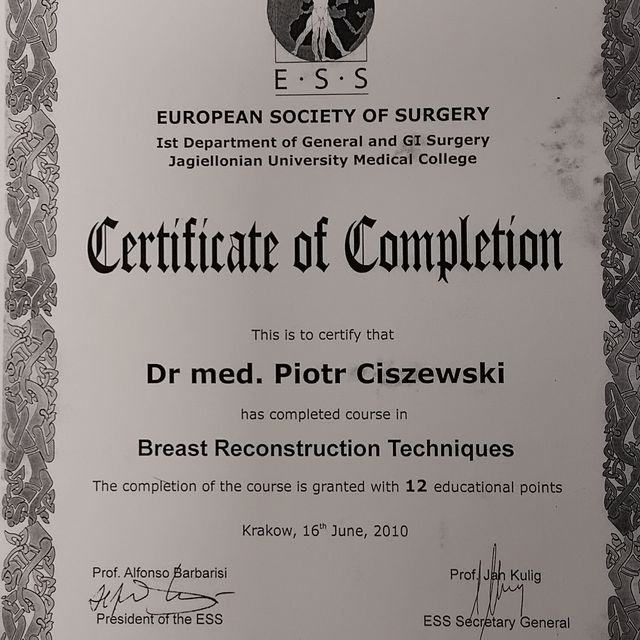 E·S·S
EUROPEAN SOCIETY OF SURGERY
Ist Department of General and GI Surgery
Jagiellonian University Medical College
Certificate of Completion
This is to certify that
Dr med. Piotr Ciszewski
has completed course in
Breast Reconstruction Techniques
The completion of the course is granted with 12 educational points
Krakow, 16th June, 2010
Prof. Alfonso Barbarisi
President of the ESS
Prof. Jan Kulig
ESS Secretary General